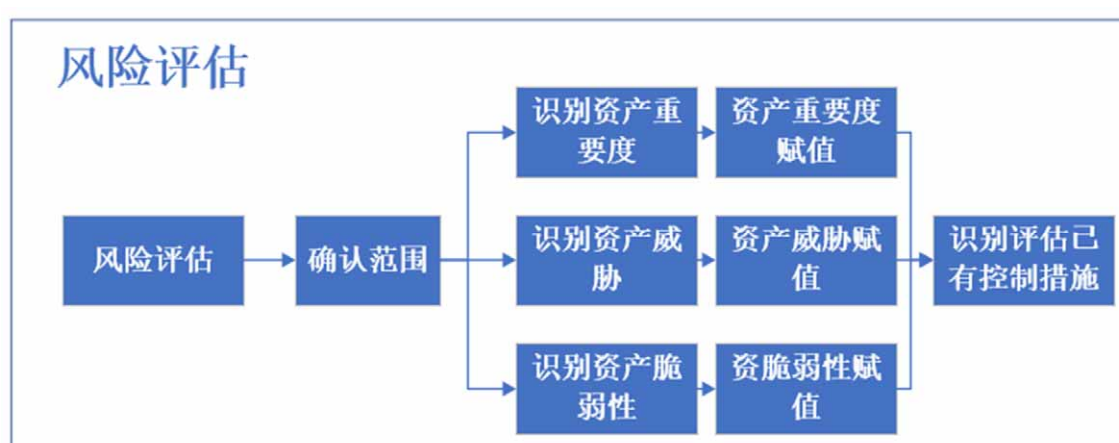 风险评估
识别资产重
要度
资产重要度
赋值
风险评估
确认范围
识别资产威
胁
资产威胁赋
值
识别评估已
有控制措施
识别资产脆
弱性
资脆弱性赋
值